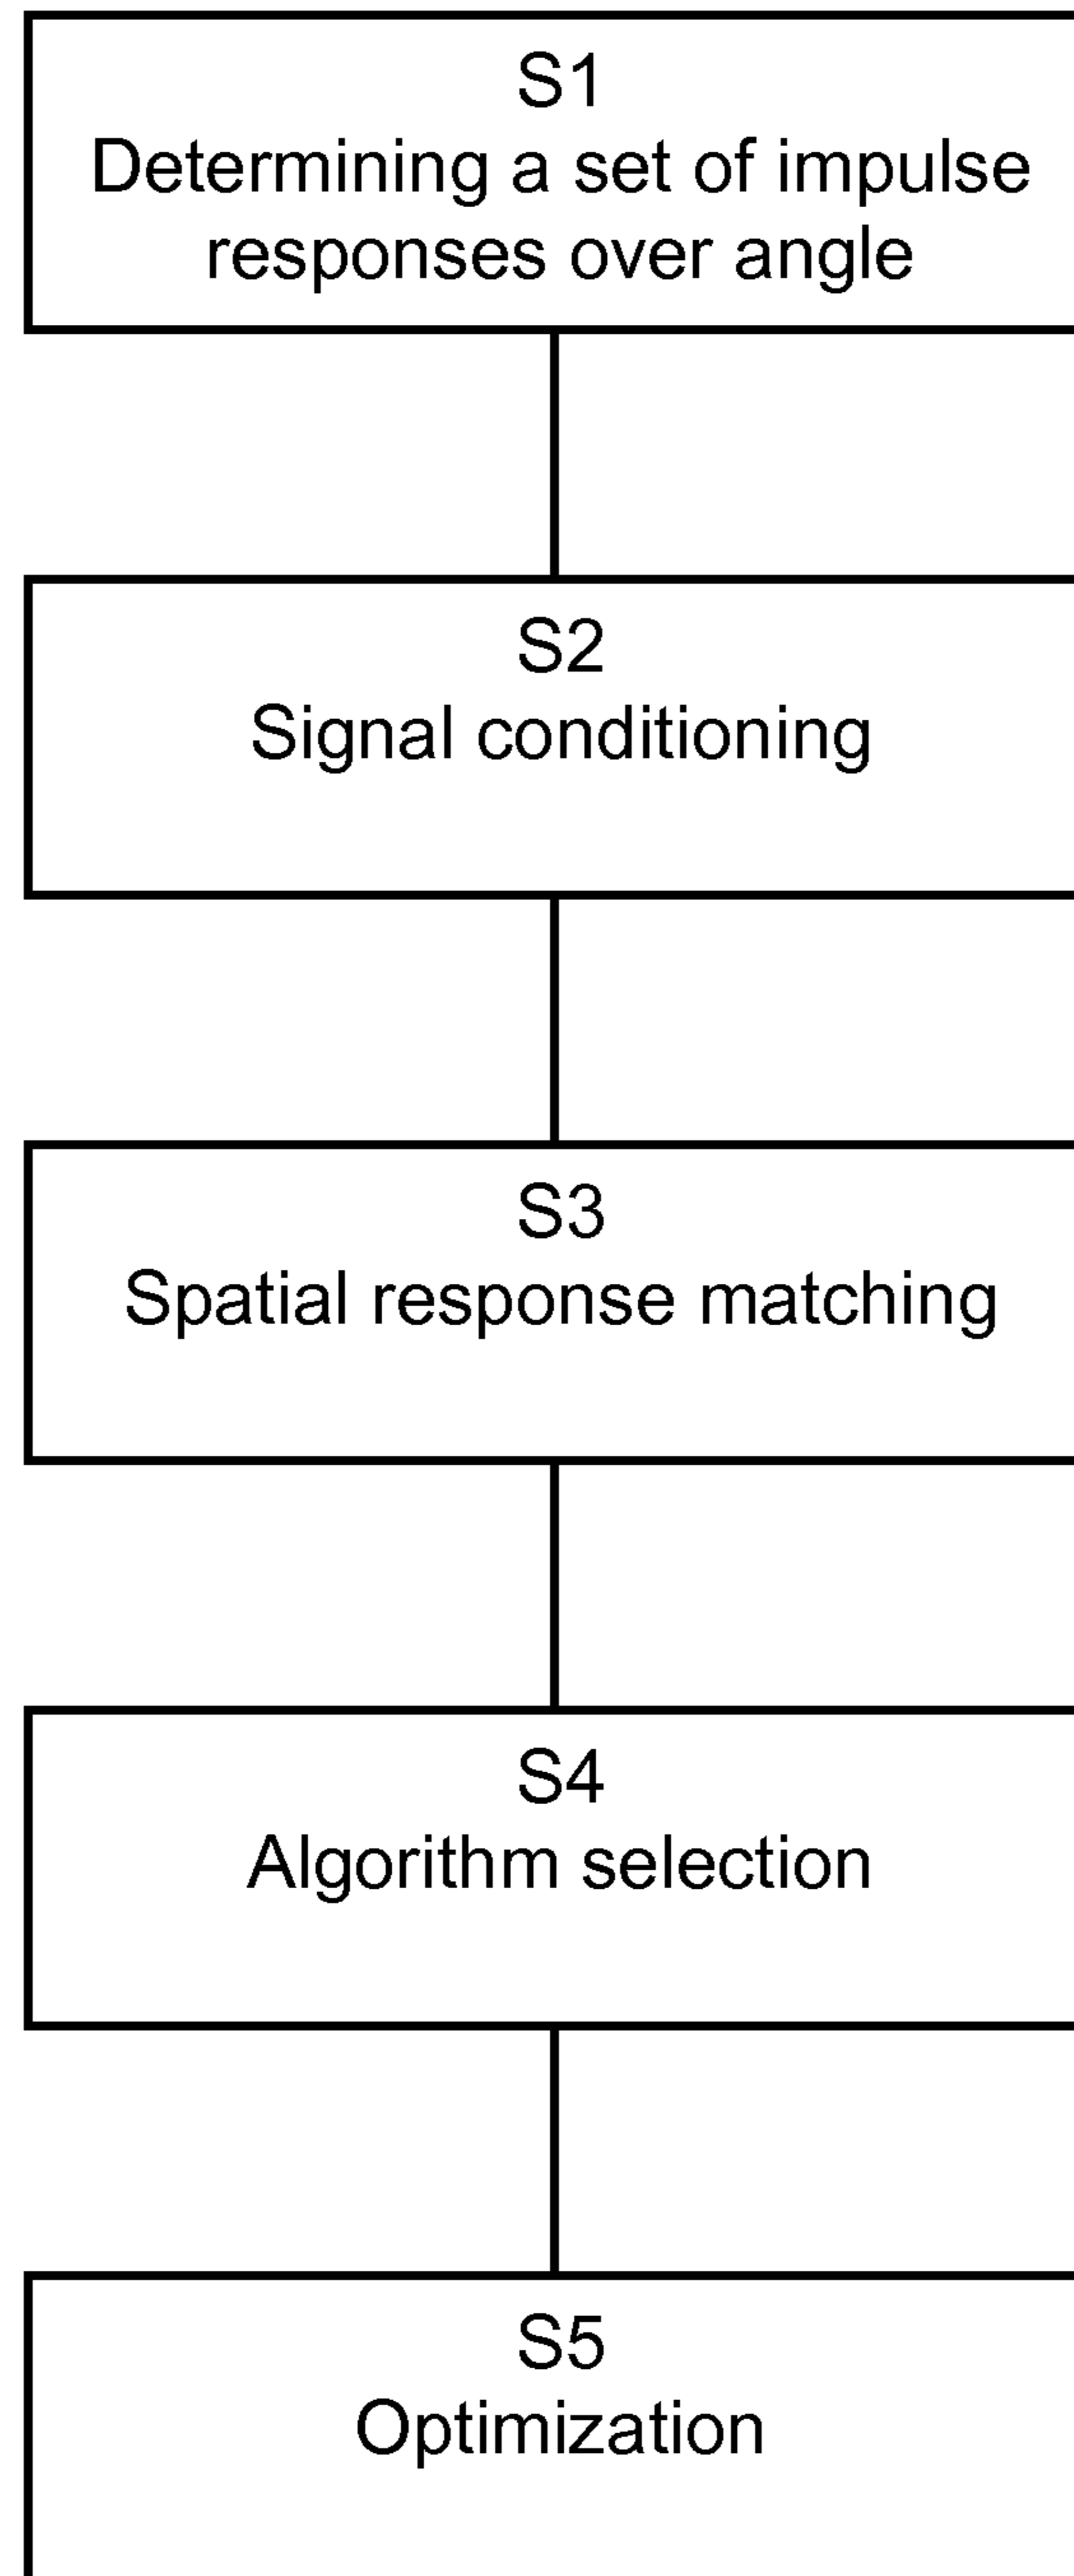 S1
Determining a set of impulse
responses over angle
S2
Signal conditioning
S3
Spatial response matching
S4
Algorithm selection
S5
Optimization